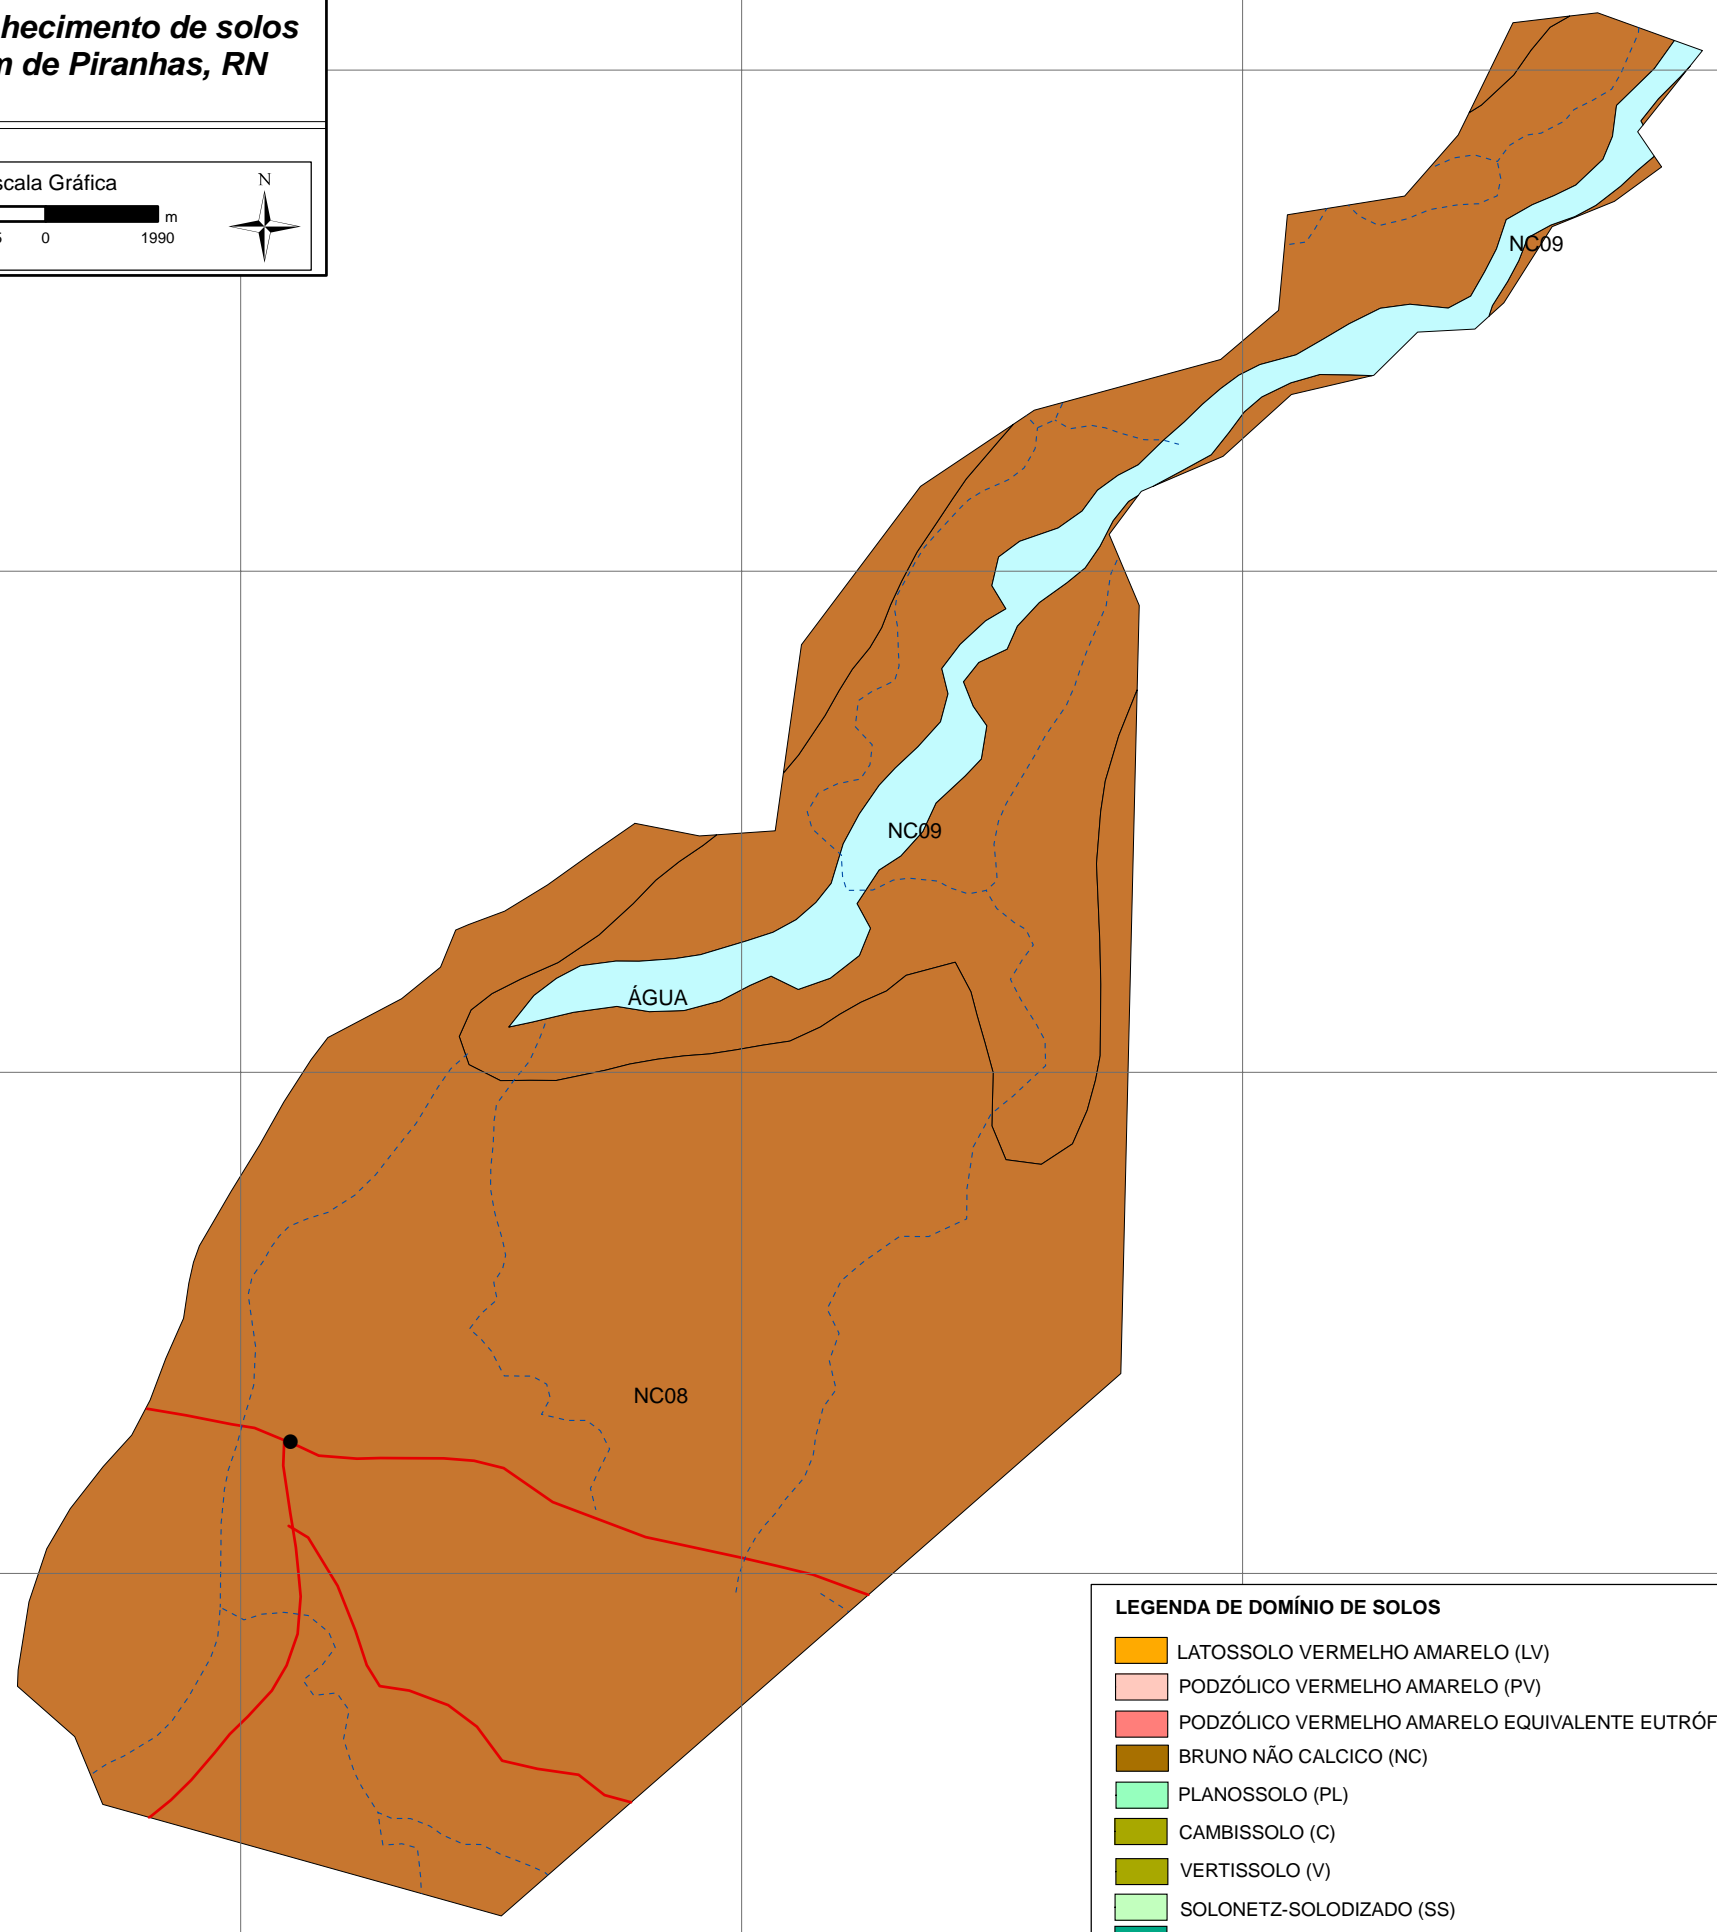 hecimento de solos
de Piranhas, RN
Escala Gráfica
N
m
0 1990
NC09
NC09
ÁGUA
NC08
LEGENDA DE DOMÍNIO DE SOLOS
LATOSSOLO VERMELHO AMARELO (LV)
PODZÓLICO VERMELHO AMARELO (PV)
PODZÓLICO VERMELHO AMARELO EQUIVALENTE EUTRÓF
BRUNO NÃO CALCICO (NC)
PLANOSSOLO (PL)
CAMBISSOLO (C)
VERTISSOLO (V)
SOLONETZ-SOLODIZADO (SS)